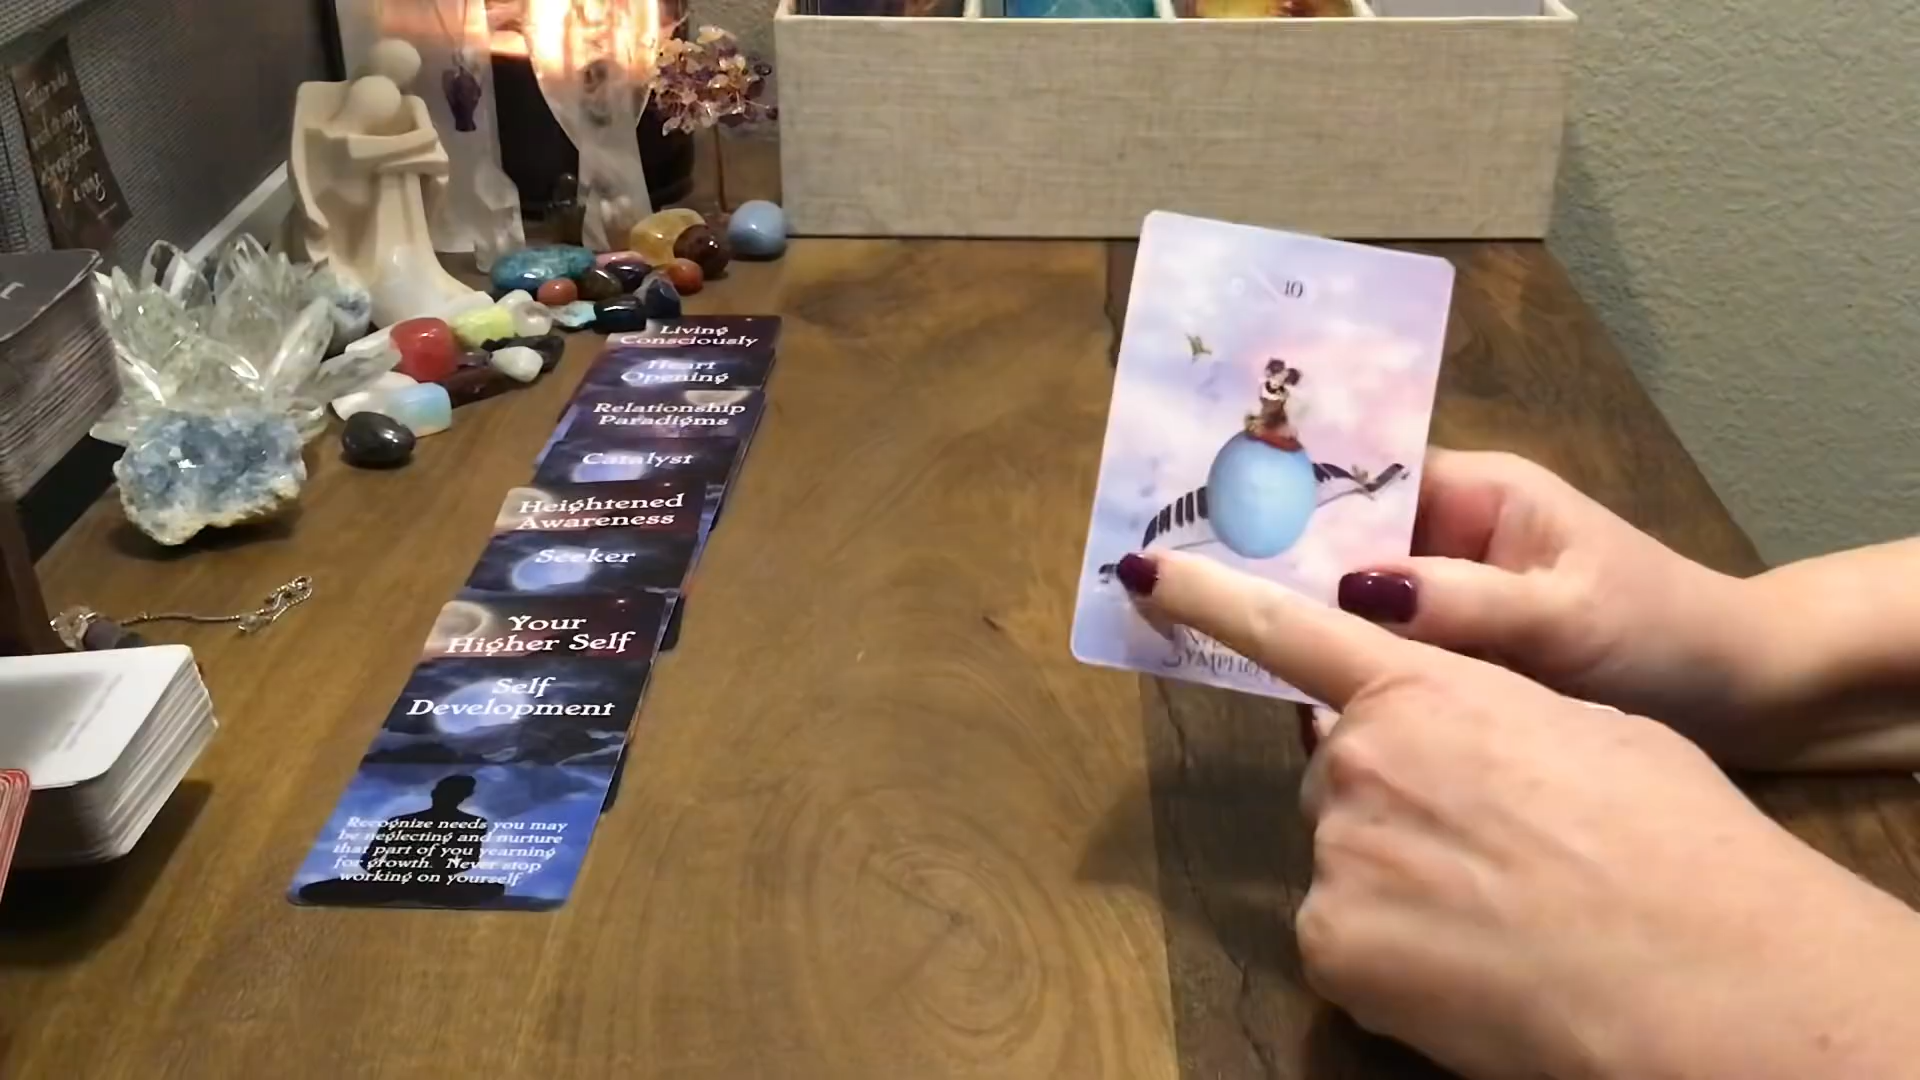 Living
Consciously
Heart
Opening
Relationship
Paradigms
Catalyst
Heightened
Awareness
Seeker
Your
Higher Self
Self
Development
Recognize needs you may
be neglecting and nurture
that part of you yearning
for growth. Never stop
working on yourself
10